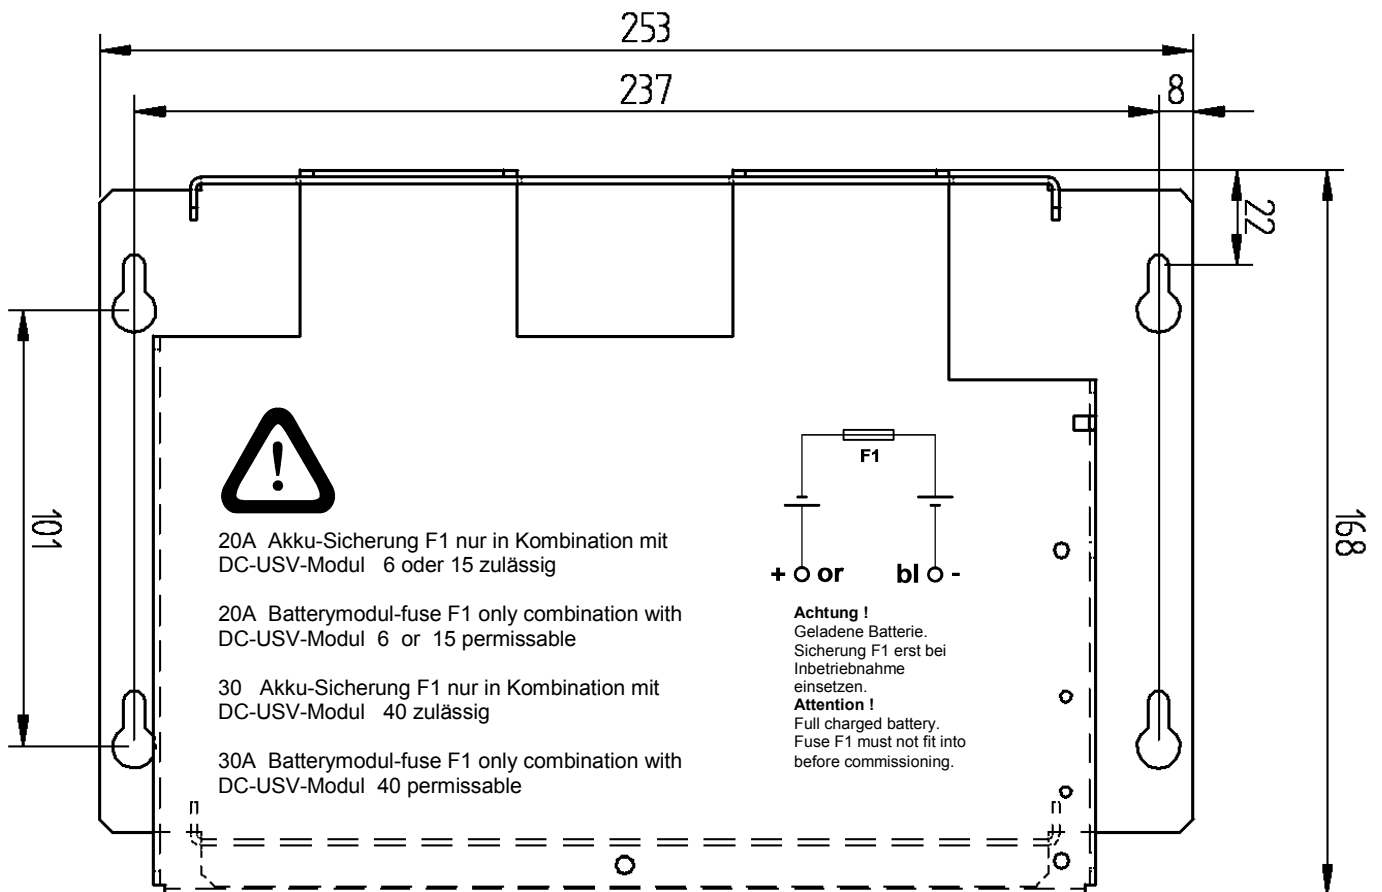 253
237
8
22
101
168
F1
+ or bl -
20A Akku-Sicherung F1 nur in Kombination mit
DC-USV-Modul 6 oder 15 zulässig
20A Batterymodul-fuse F1 only combination with
DC-USV-Modul 6 or 15 permissable
30 Akku-Sicherung F1 nur in Kombination mit
DC-USV-Modul 40 zulässig
30A Batterymodul-fuse F1 only combination with
DC-USV-Modul 40 permissable
Achtung !
Geladene Batterie.
Sicherung F1 erst bei
Inbetriebnahme
einsetzen.
Attention !
Full charged battery.
Fuse F1 must not fit into
before commissioning.